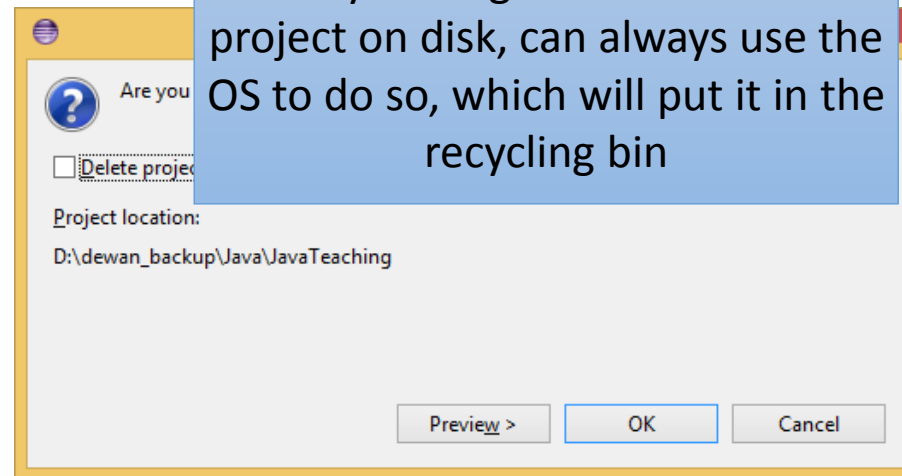 project on disk, can always use the
OS to do so, which will put it in the
recycling bin
Are you
Delete projec
Project location:
D:\dewan_backup\Java\JavaTeaching
Preview >
OK
Cancel